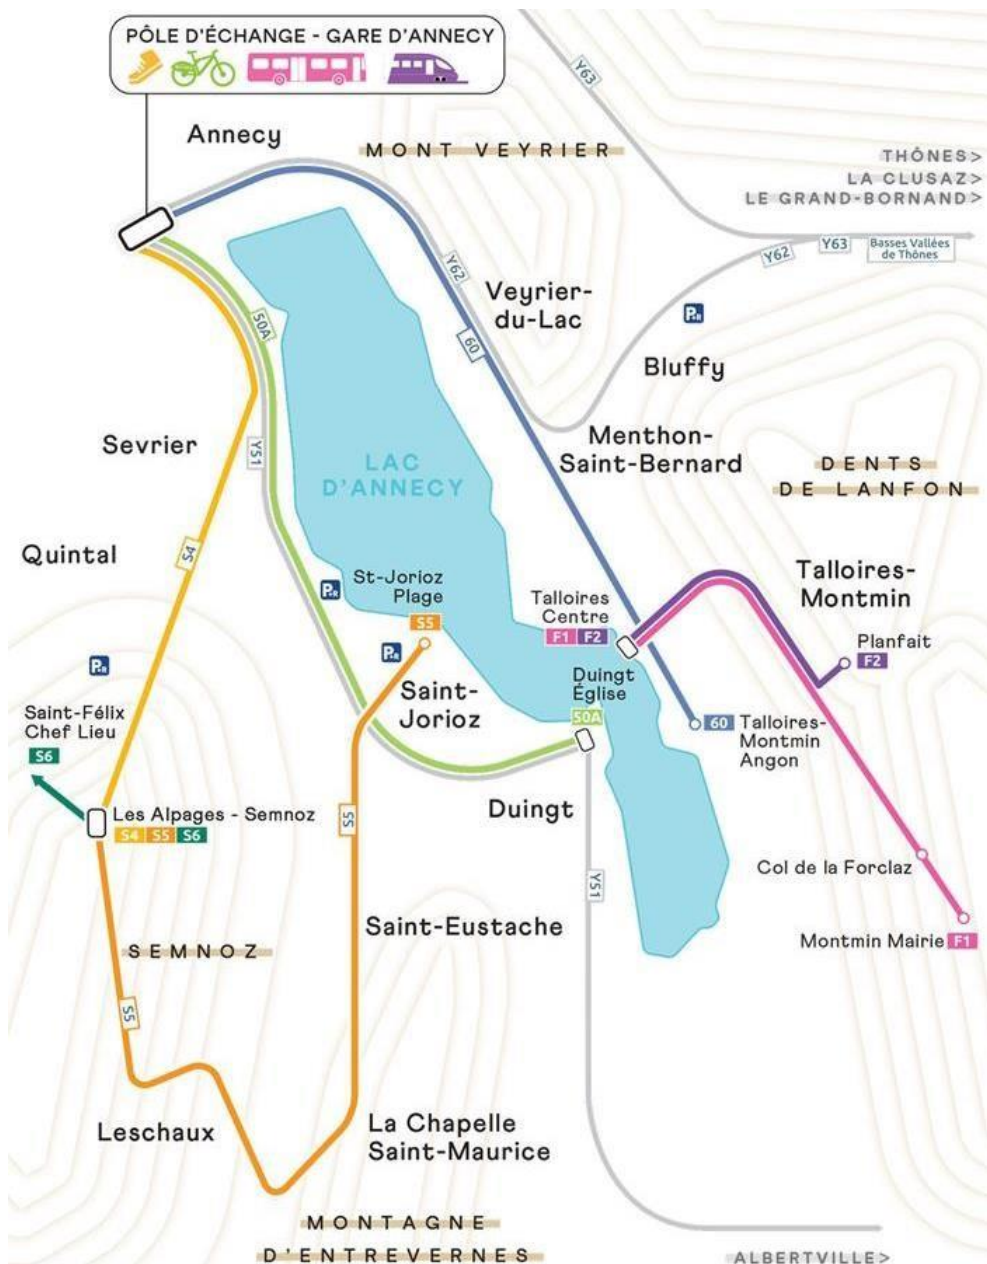 PÔLE D'ÉCHANGE - GARE D'ANNECY
Y63
Annecy
MONT VEYRIER
THÔNES>
LA CLUSAZ>
LE GRAND-BORNAND>
Y62
Y63
Basses Vallées
de Thônes
Y62
Veyrier-
du-Lac
P+R
50A
60
Bluffy
Sevrier
Y51
Menthon-
Saint-Bernard
LAC
D'ANNECY
DENTS
DE LANFON
Quintal
S4
St-Jorioz
Plage
S5
P+R
Talloires
Centre
F1 F2
Talloires-
Montmin
Planfait
F2
P+R
P+R
Saint-
Jorioz
Duingt
Église
50A
60
Talloires-
Montmin
Angon
Saint-Félix
Chef Lieu
S6
Les Alpages - Semnoz
S4 S5 S6
S5
Duingt
Y51
Col de la Forclaz
Saint-Eustache
Montmin Mairie F1
SEMNOZ
S5
Leschaux
La Chapelle
Saint-Maurice
MONTAGNE
D'ENTREVERNES
ALBERTVILLE>